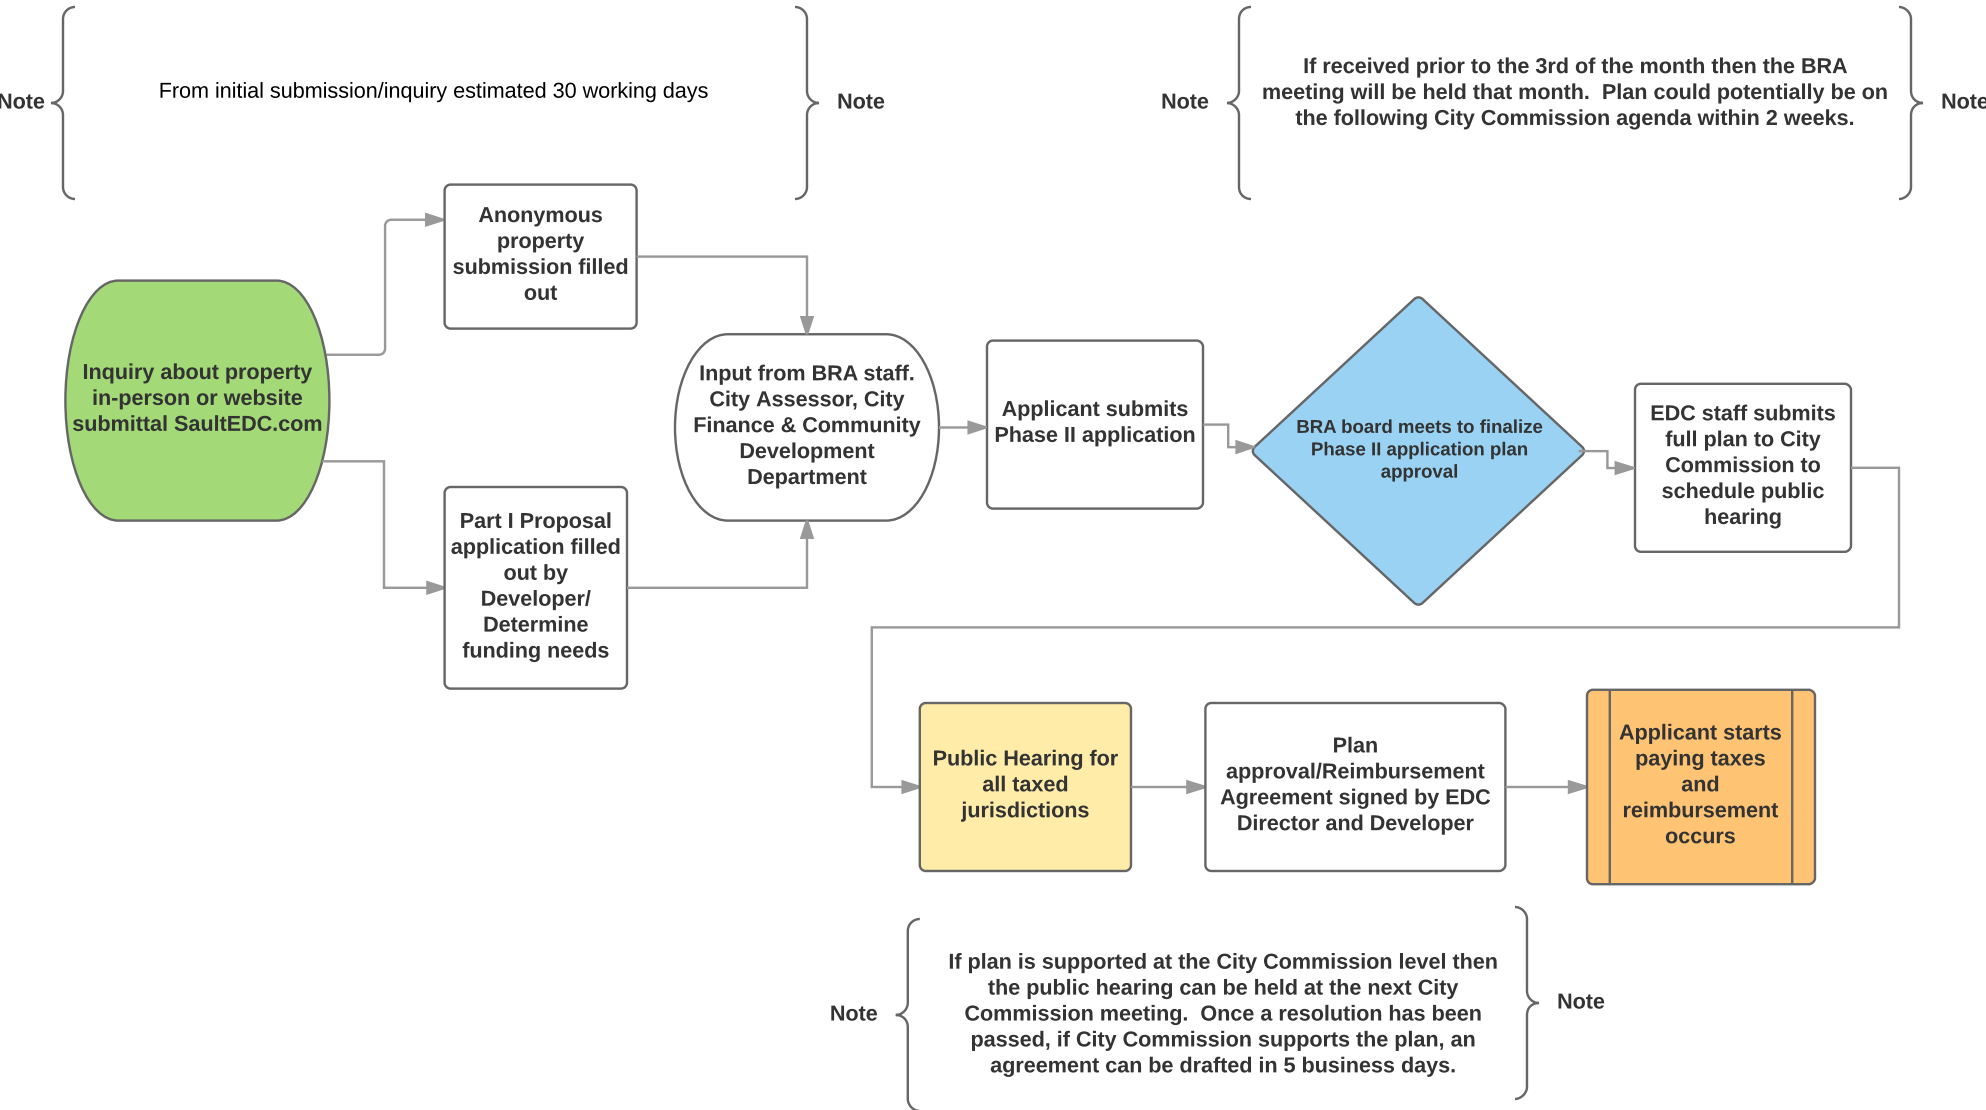 From initial submission/inquiry estimated 30 working days
Note
Note
If received prior to the 3rd of the month then the BRA
meeting will be held that month.  Plan could potentially be on
the following City Commission agenda within 2 weeks.
Note
Note
Inquiry about property
in-person or website
submittal SaultEDC.com
Anonymous
property
submission filled
out
Part I Proposal
application filled
out by
Developer/
Determine
funding needs
Input from BRA staff.
City Assessor, City
Finance & Community
Development
Department
Applicant submits
Phase II application
BRA board meets to finalize
Phase II application plan
approval
EDC staff submits
full plan to City
Commission to
schedule public
hearing
Public Hearing for
all taxed
jurisdictions
Plan
approval/Reimbursement
Agreement signed by EDC
Director and Developer
Applicant starts
paying taxes
and
reimbursement
occurs
If plan is supported at the City Commission level then
the public hearing can be held at the next City
Commission meeting.  Once a resolution has been
passed, if City Commission supports the plan, an
agreement can be drafted in 5 business days.
Note
Note